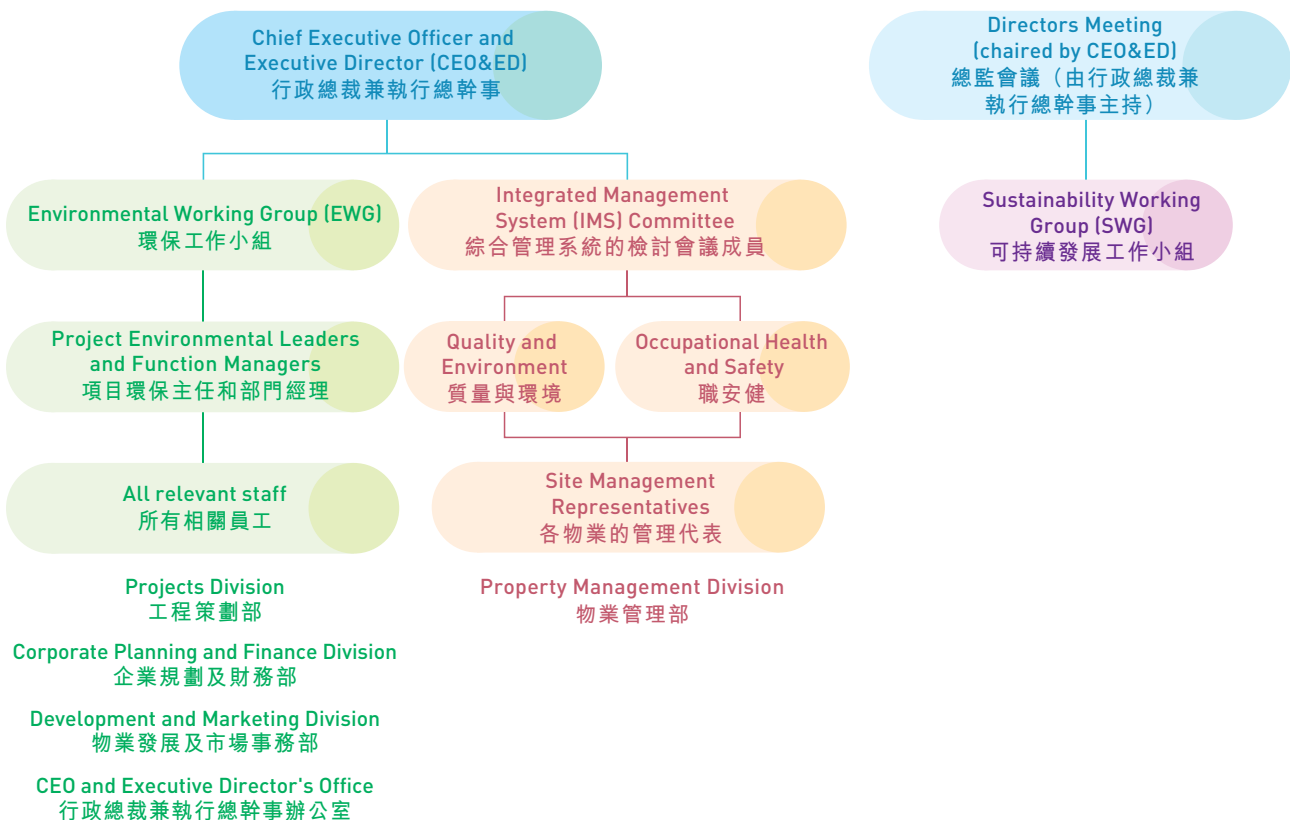 Chief Executive Officer and
Executive Director (CEO&ED)
行政總裁兼執行總幹事
Directors Meeting
(chaired by CEO&ED)
總監會議（由行政總裁兼
執行總幹事主持）
Environmental Working Group (EWG)
環保工作小組
Integrated Management
System (IMS) Committee
綜合管理系統的檢討會議成員
Sustainability Working
Group (SWG)
可持續發展工作小組
Project Environmental Leaders
and Function Managers
項目環保主任和部門經理
Quality and
Environment
質量與環境
Occupational Health
and Safety
職安健
All relevant staff
所有相關員工
Site Management
Representatives
各物業的管理代表
Projects Division
工程策劃部
Corporate Planning and Finance Division
企業規劃及財務部
Development and Marketing Division
物業發展及市場事務部
CEO and Executive Director's Office
行政總裁兼執行總幹事辦公室
Property Management Division
物業管理部